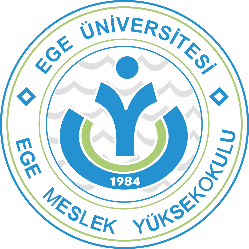 EGE ÜNİVERSİTESİ
1984
EGE MESLEK YÜKSEKOKULU